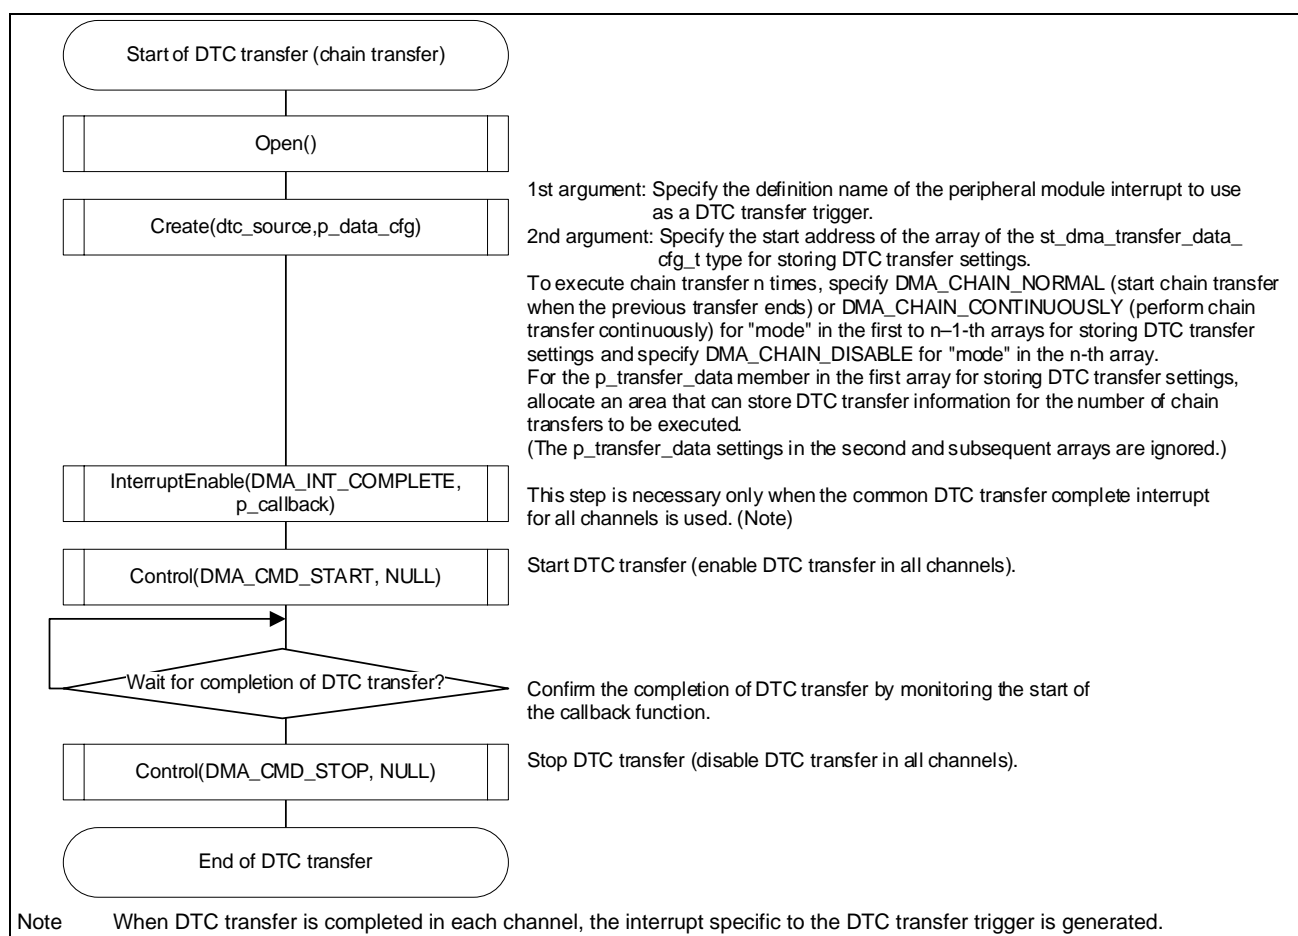 Start of DTC transfer (chain transfer)
Open()
Create(dtc_source,p_data_cfg)
1st argument: Specify the definition name of the peripheral module interrupt to use
as a DTC transfer trigger.
2nd argument: Specify the start address of the array of the st_dma_transfer_data_
cfg_t type for storing DTC transfer settings.
To execute chain transfer n times, specify DMA_CHAIN_NORMAL (start chain transfer
when the previous transfer ends) or DMA_CHAIN_CONTINUOUSLY (perform chain
transfer continuously) for "mode" in the first to n–1-th arrays for storing DTC transfer
settings and specify DMA_CHAIN_DISABLE for "mode" in the n-th array.
For the p_transfer_data member in the first array for storing DTC transfer settings,
allocate an area that can store DTC transfer information for the number of chain
transfers to be executed.
(The p_transfer_data settings in the second and subsequent arrays are ignored.)
InterruptEnable(DMA_INT_COMPLETE,
p_callback)
This step is necessary only when the common DTC transfer complete interrupt
for all channels is used. (Note)
Control(DMA_CMD_START, NULL)
Start DTC transfer (enable DTC transfer in all channels).
Wait for completion of DTC transfer?
Confirm the completion of DTC transfer by monitoring the start of
the callback function.
Control(DMA_CMD_STOP, NULL)
Stop DTC transfer (disable DTC transfer in all channels).
End of DTC transfer
Note When DTC transfer is completed in each channel, the interrupt specific to the DTC transfer trigger is generated.